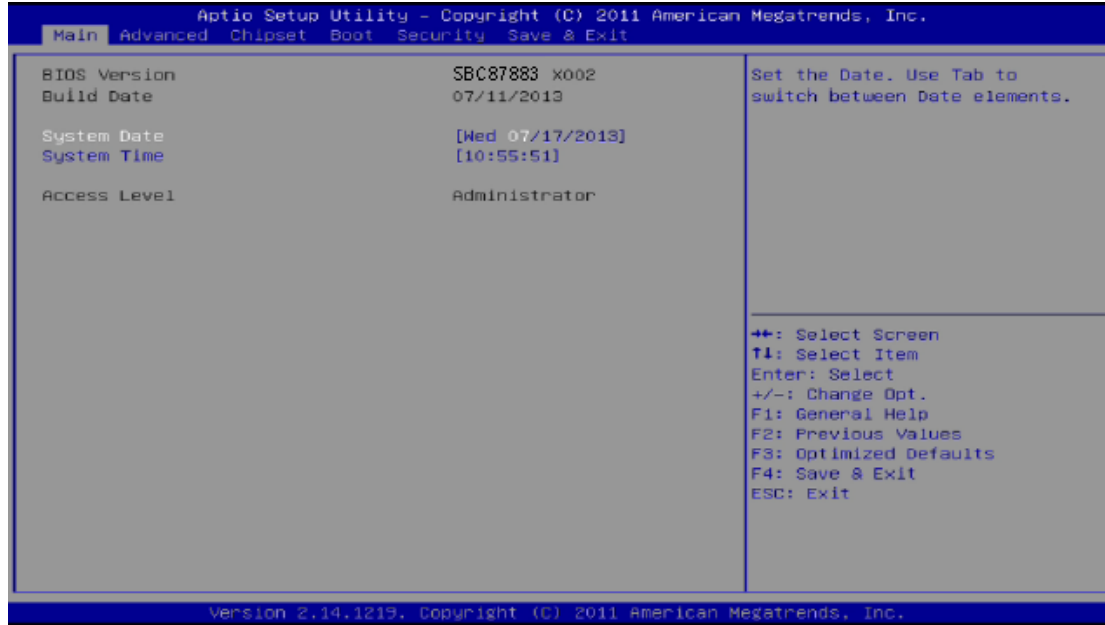 Aptio Setup Utility – Copyright (C) 2011 American Megatrends, Inc.
Main Advanced Chipset Boot Security Save & Exit
BIOS Version SBC87883 X002
Build Date 07/11/2013
System Date [Wed 07/17/2013]
System Time [10:55:51]
Access Level Administrator
Set the Date. Use Tab to
switch between Date elements.
→←: Select Screen
↑↓: Select Item
Enter: Select
+/-: Change Opt.
F1: General Help
F2: Previous Values
F3: Optimized Defaults
F4: Save & Exit
ESC: Exit
Version 2.14.1219. Copyright (C) 2011 American Megatrends, Inc.